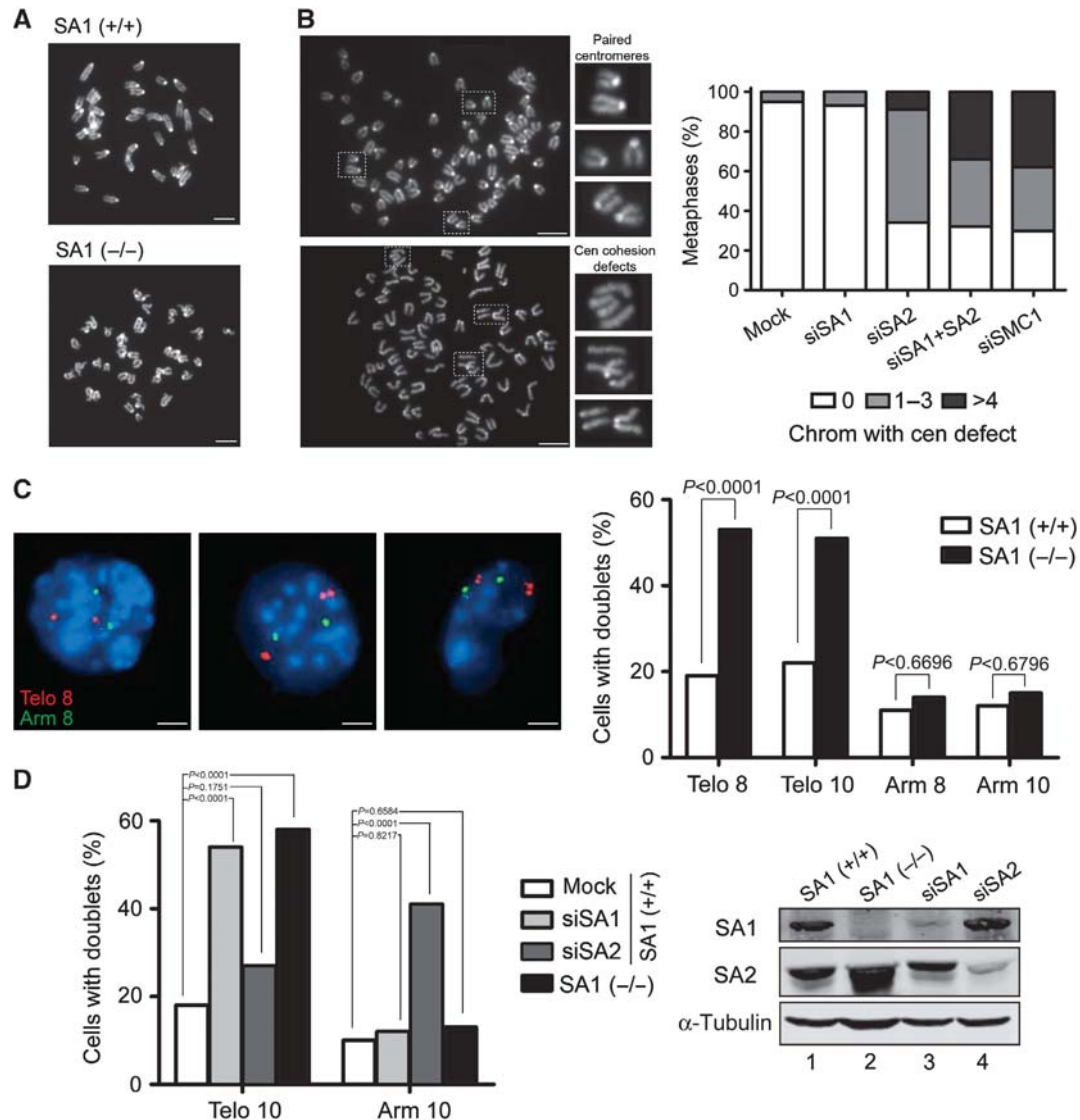 A
SA1 (+/+)
SA1 (−/−)
B
Paired
centromeres
Cen cohesion
defects
Metaphases (%)
100
80
60
40
20
0
Mock
siSA1
siSA2
siSA1+SA2
siSMC1
0 1–3 >4
Chrom with cen defect
C
Telo 8
Arm 8
Cells with doublets (%)
60
40
20
0
P<0.0001
P<0.0001
P<0.6696
P<0.6796
SA1 (+/+)
SA1 (−/−)
Telo 8 Telo 10 Arm 8 Arm 10
D
Cells with doublets (%)
60
40
20
0
P<0.0001
P=0.1751
P<0.0001
P=0.6584
P<0.0001
P=0.8217
Telo 10 Arm 10
Mock
siSA1
siSA2
SA1 (+/+)
SA1 (−/−)
SA1 (+/+)
SA1 (−/−)
siSA1
siSA2
SA1
SA2
α-Tubulin
1 2 3 4